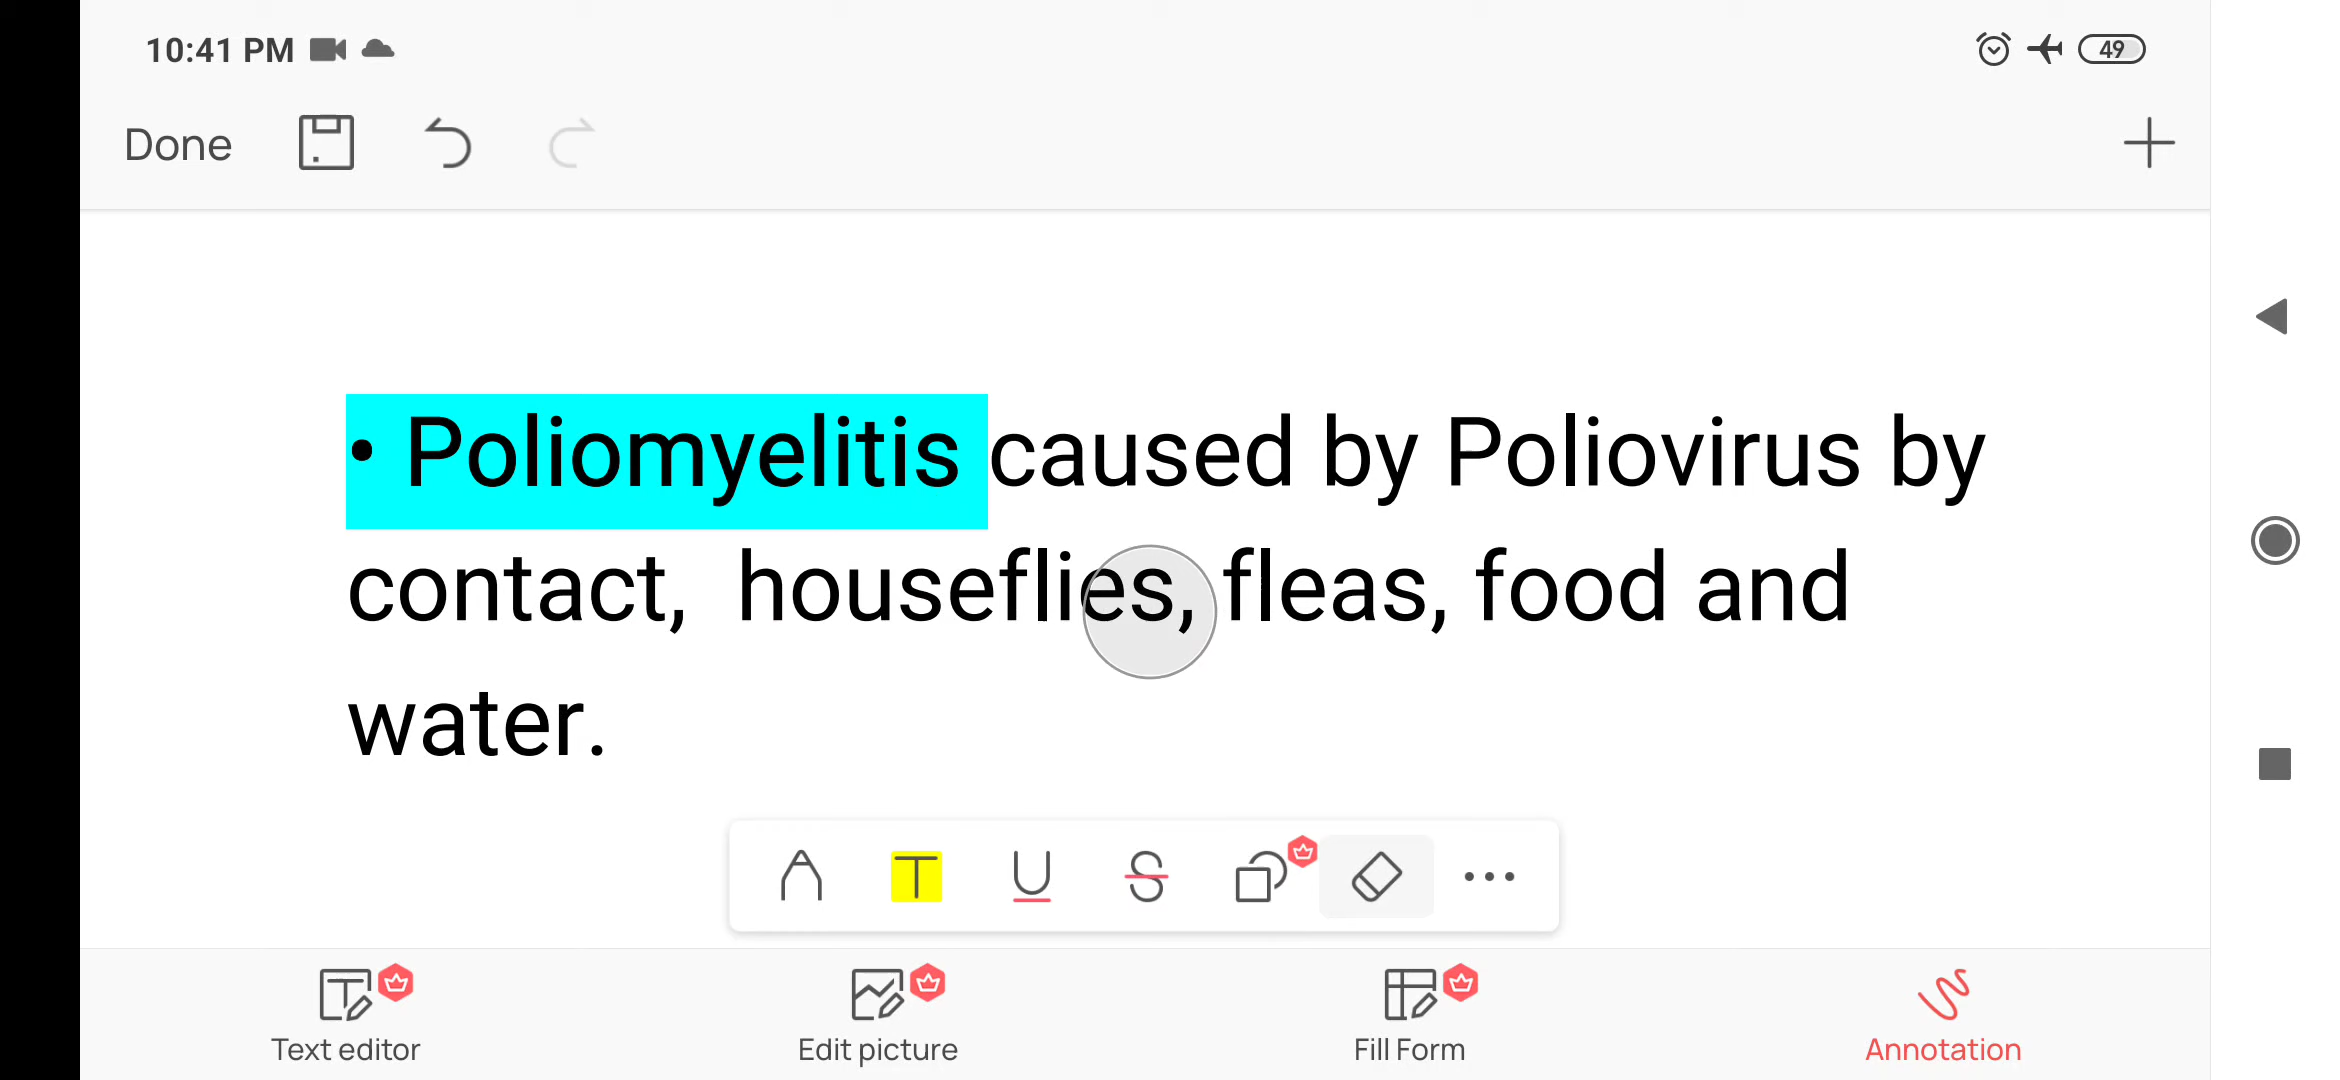 10:41 PM
49
Done
• Poliomyelitis caused by Poliovirus by
contact,  houseflies, fleas, food and
water.
T
U
S
Text editor
Edit picture
Fill Form
Annotation